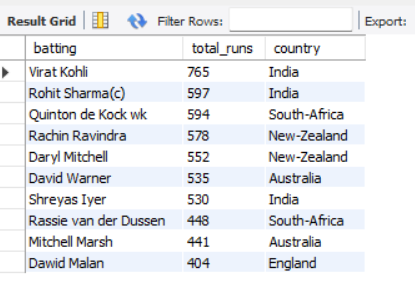 Result Grid Filter Rows: Export:
batting total_runs country
Virat Kohli 765 India
Rohit Sharma(c) 597 India
Quinton de Kock wk 594 South-Africa
Rachin Ravindra 578 New-Zealand
Daryl Mitchell 552 New-Zealand
David Warner 535 Australia
Shreyas Iyer 530 India
Rassie van der Dussen 448 South-Africa
Mitchell Marsh 441 Australia
Dawid Malan 404 England